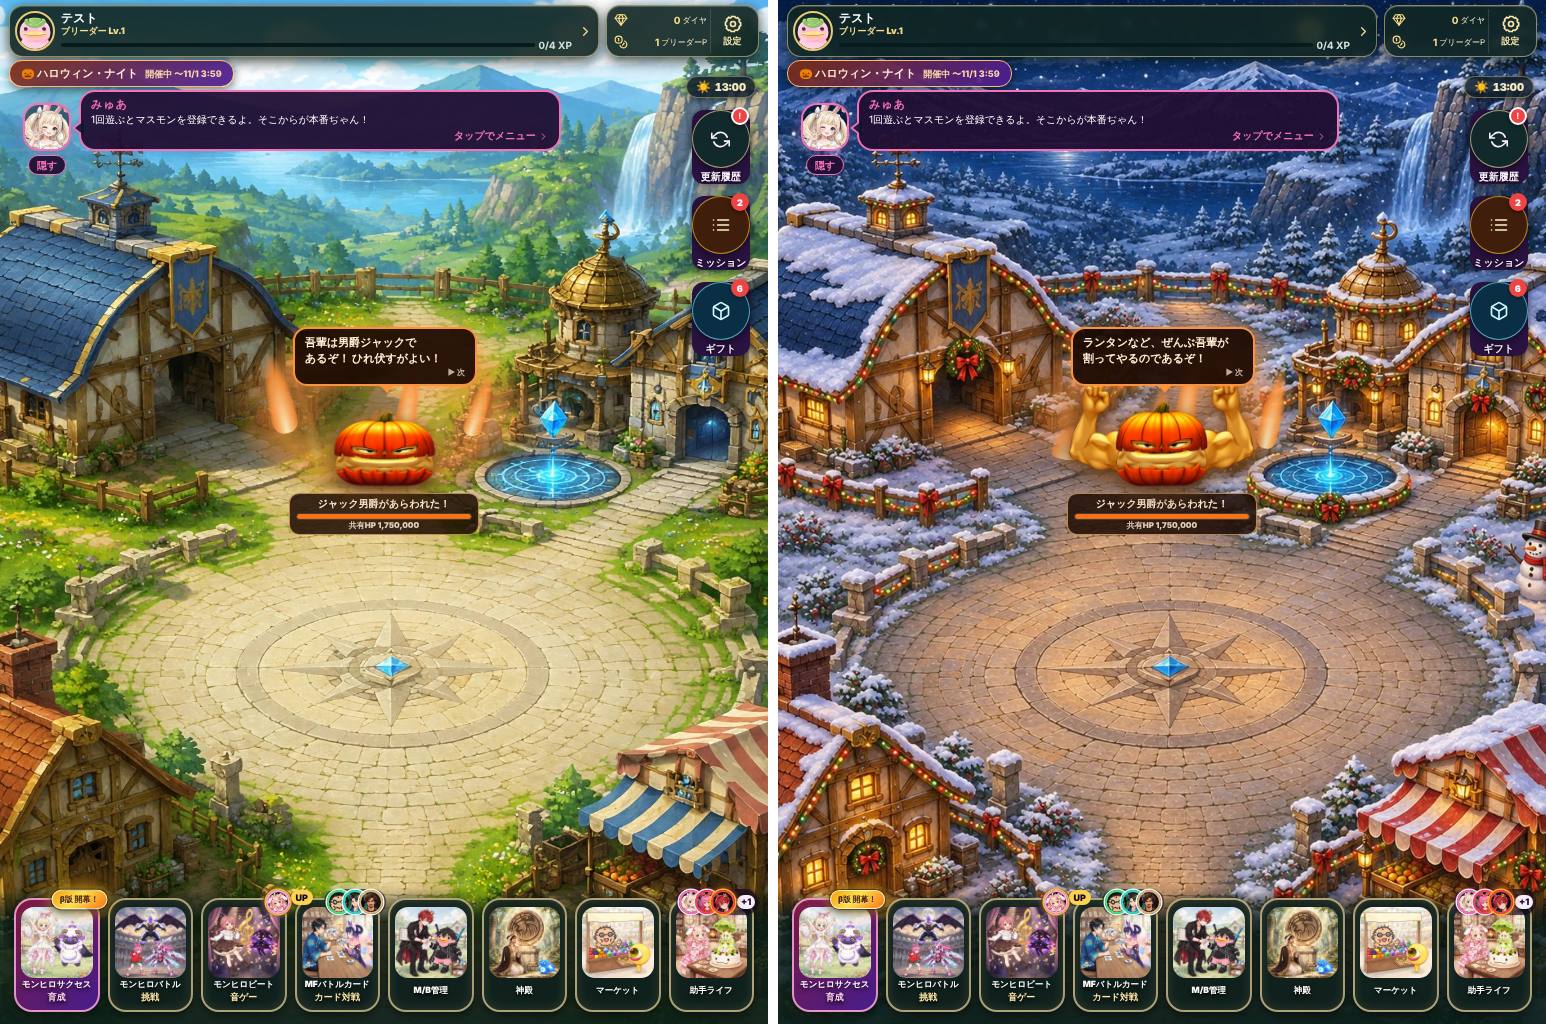 テスト
ブリーダー Lv.1
0/4 XP
0 ダイヤ
1 ブリーダーP
設定
🎃 ハロウィン・ナイト 開催中 〜11/1 3:59
☀️ 13:00
みゅあ
1回遊ぶとマスモンを登録できるよ。そこからが本番ぢゃん！
タップでメニュー
隠す
!
更新履歴
2
ミッション
6
ギフト
吾輩は男爵ジャックで
あるぞ！ ひれ伏すがよい！
▶ 次
ジャック男爵があらわれた！
共有HP 1,750,000
β版 開幕！
モンヒロサクセス
育成
モンヒロバトル
挑戦
UP
モンヒロビート
音ゲー
MFバトルカード
カード対戦
M/B管理
神殿
マーケット
+1
助手ライフ
テスト
ブリーダー Lv.1
0/4 XP
0 ダイヤ
1 ブリーダーP
設定
🎃 ハロウィン・ナイト 開催中 〜11/1 3:59
☀️ 13:00
みゅあ
1回遊ぶとマスモンを登録できるよ。そこからが本番ぢゃん！
タップでメニュー
隠す
!
更新履歴
2
ミッション
6
ギフト
ランタンなど、ぜんぶ吾輩が
割ってやるのであるぞ！
▶ 次
ジャック男爵があらわれた！
共有HP 1,750,000
β版 開幕！
モンヒロサクセス
育成
モンヒロバトル
挑戦
UP
モンヒロビート
音ゲー
MFバトルカード
カード対戦
M/B管理
神殿
マーケット
+1
助手ライフ